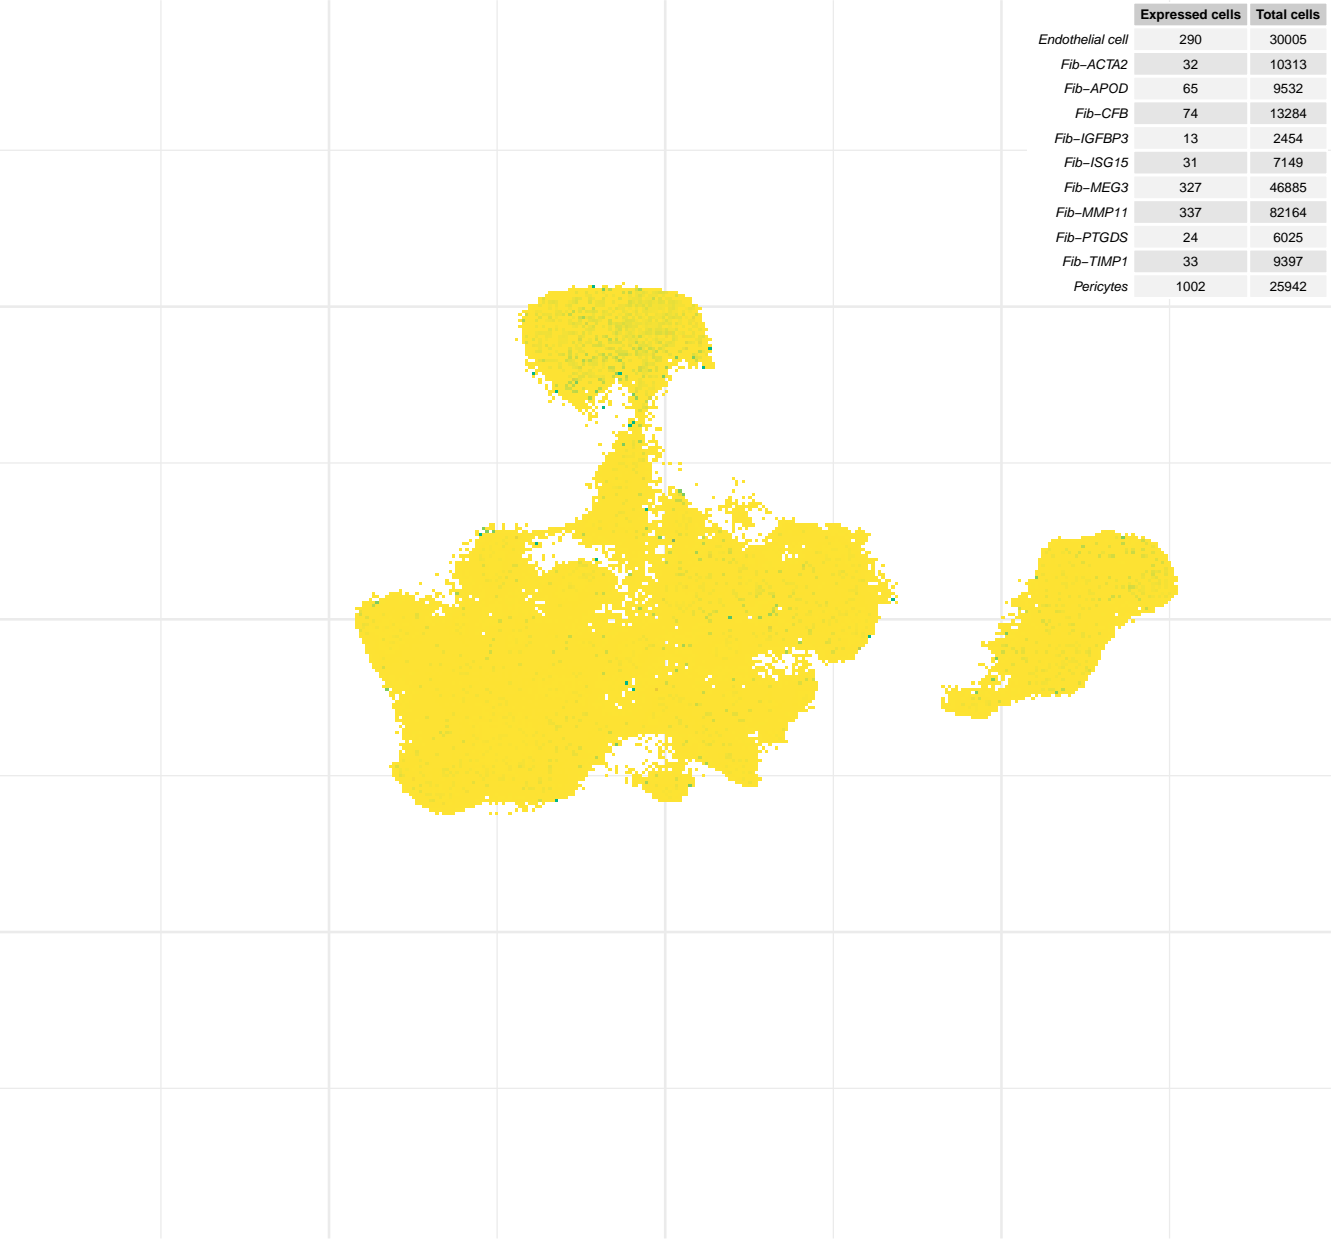 Expressed cells Total cells
Endothelial cell 290 30005
Fib−ACTA2 32 10313
Fib−APOD 65 9532
Fib−CFB 74 13284
Fib−IGFBP3 13 2454
Fib−ISG15 31 7149
Fib−MEG3 327 46885
Fib−MMP11 337 82164
Fib−PTGDS 24 6025
Fib−TIMP1 33 9397
Pericytes 1002 25942